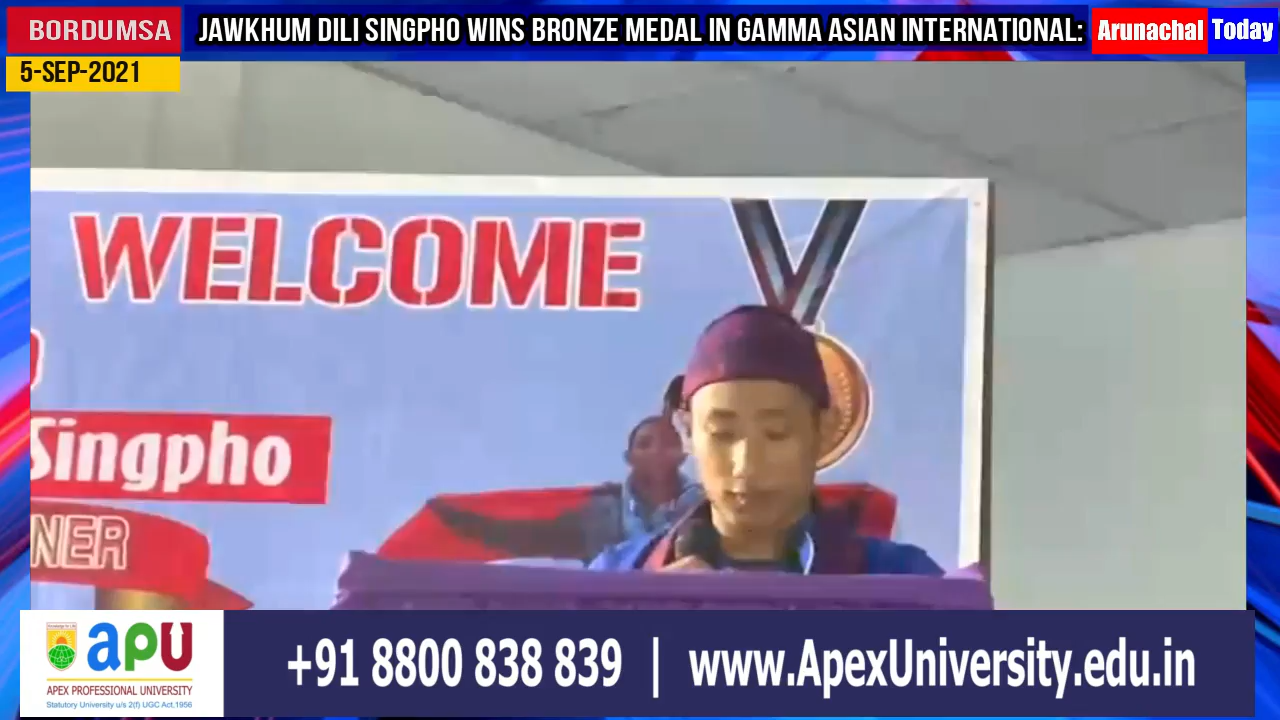 BORDUMSA
JAWKHUM DILI SINGPHO WINS BRONZE MEDAL IN GAMMA ASIAN INTERNATIONAL:
Arunachal Today
5-SEP-2021
WELCOME
Singpho
NER
apu
APEX PROFESSIONAL UNIVERSITY
Statutory University u/s 2(f) UGC Act,1956
+91 8800 838 839 | www.ApexUniversity.edu.in